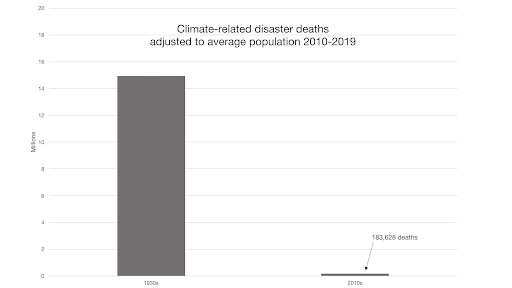 Climate-related disaster deaths
adjusted to average population 2010-2019
20
18
16
14
12
10
8
6
4
2
0
Millions
183,628 deaths
1930s
2010s